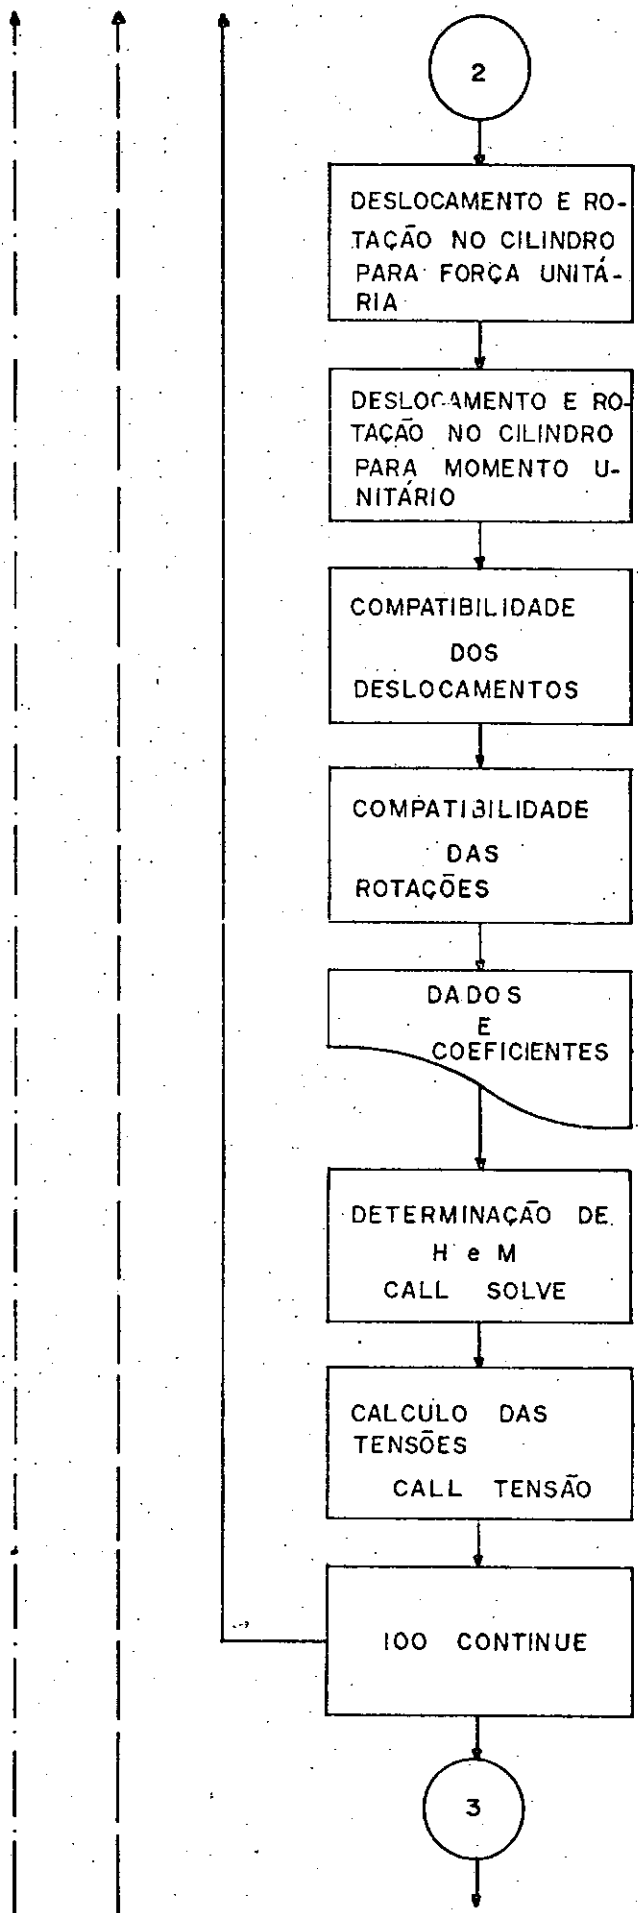 2
DESLOCAMENTO E RO-
TAÇÃO NO CILINDRO
PARA FORÇA UNITÁ-
RIA
DESLOCAMENTO E RO-
TAÇÃO NO CILINDRO
PARA MOMENTO U-
NITÁRIO
COMPATIBILIDADE
DOS
DESLOCAMENTOS
COMPATIBILIDADE
DAS
ROTAÇÕES
DADOS
E
COEFICIENTES
DETERMINAÇÃO DE
H e M
CALL SOLVE
CALCULO DAS
TENSÕES
CALL TENSÃO
100 CONTINUE
3